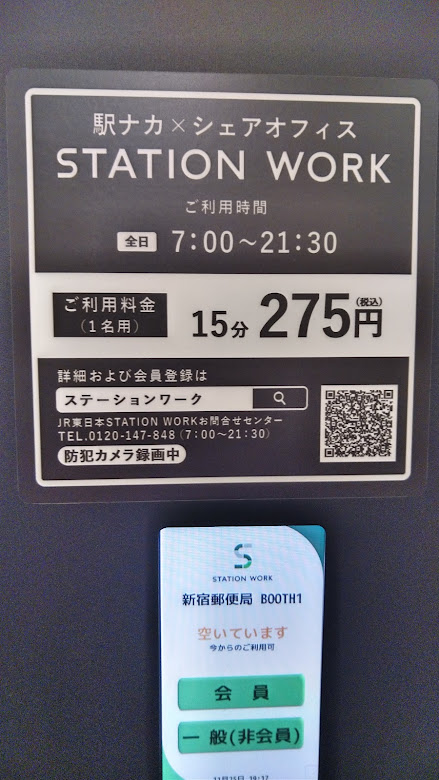 駅ナカ×シェアオフィス
STATION WORK
ご利用時間
全日 7:00～21:30
ご利用料金
(1名用)
15分 275円 (税込)
詳細および会員登録は
ステーションワーク
JR東日本STATION WORKお問合せセンター
TEL.0120-147-848 (7:00～21:30)
防犯カメラ録画中
STATION WORK
新宿郵便局 BOOTH1
空いています
今からのご利用可
会員
一般(非会員)